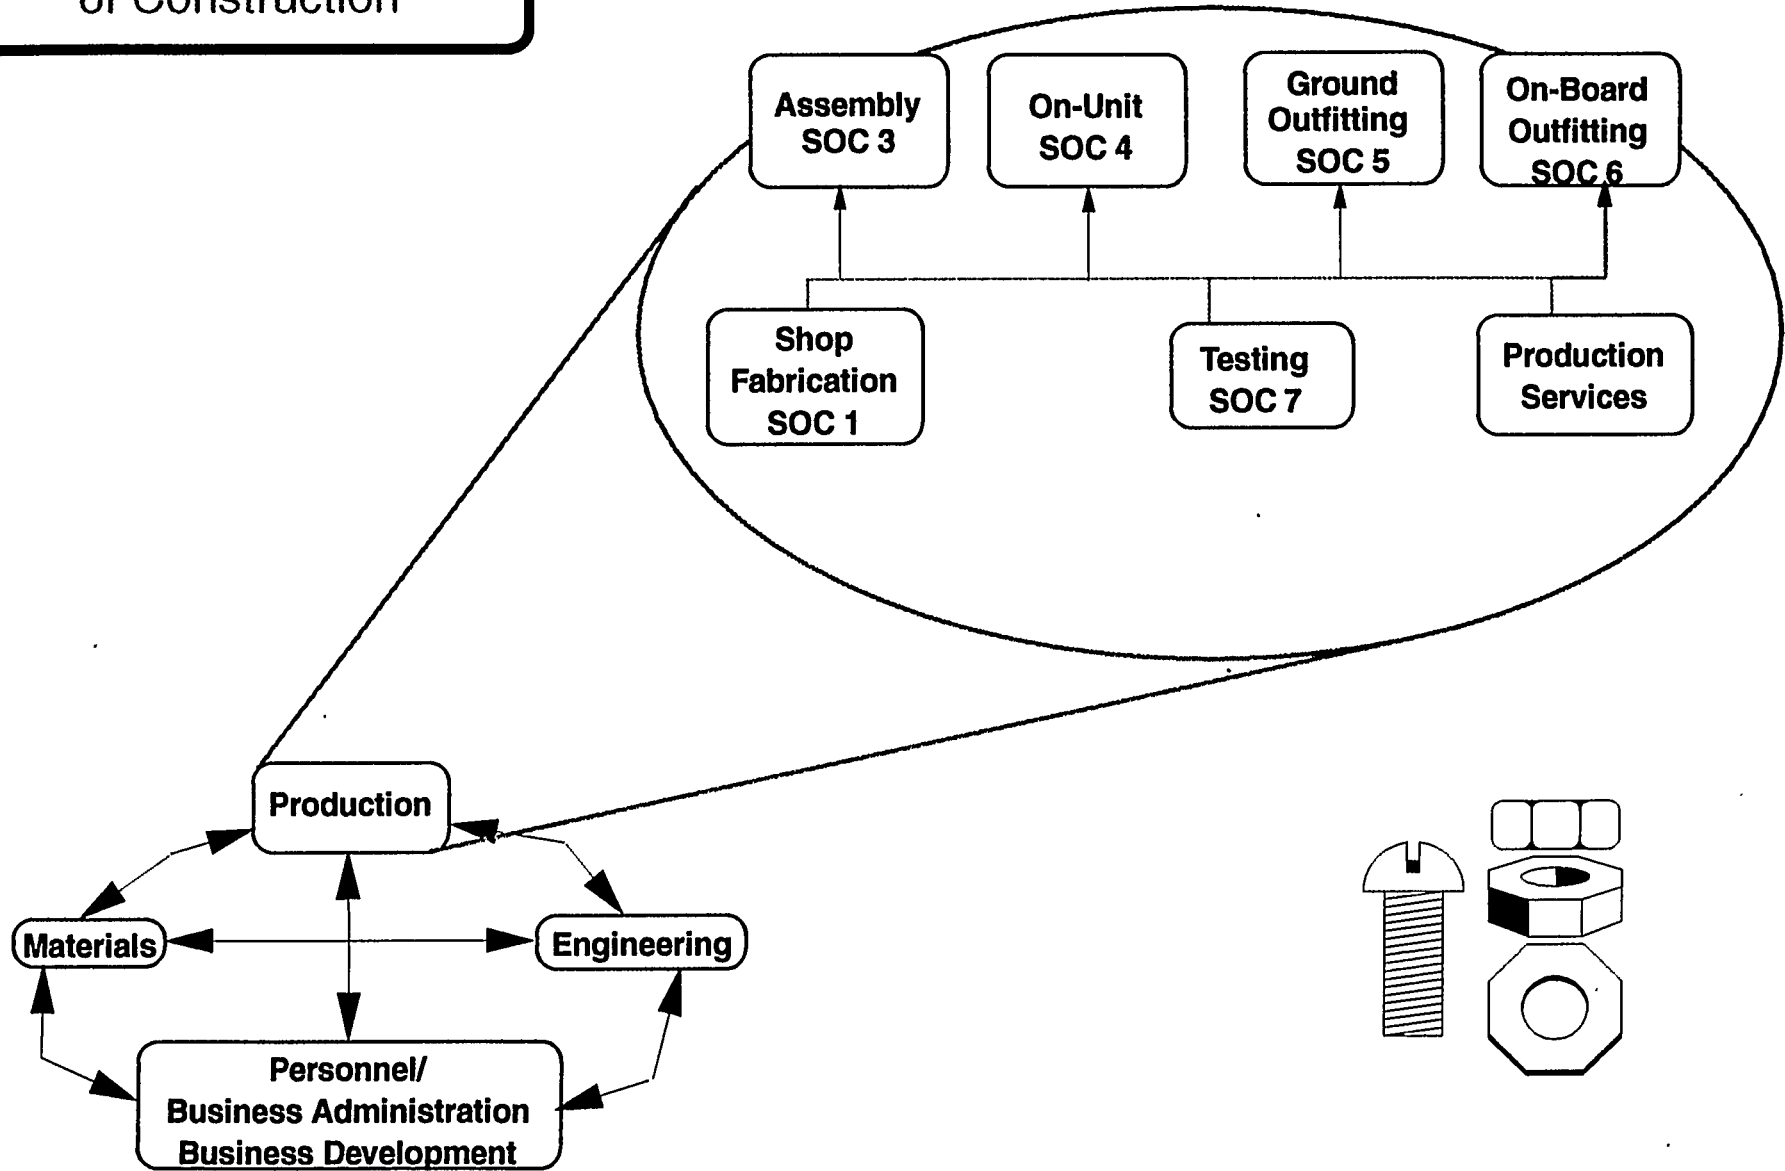 of Construction
Assembly
SOC 3
On-Unit
SOC 4
Ground
Outfitting
SOC 5
On-Board
Outfitting
SOC 6
Shop
Fabrication
SOC 1
Testing
SOC 7
Production
Services
Production
Materials
Engineering
Personnel/
Business Administration
Business Development